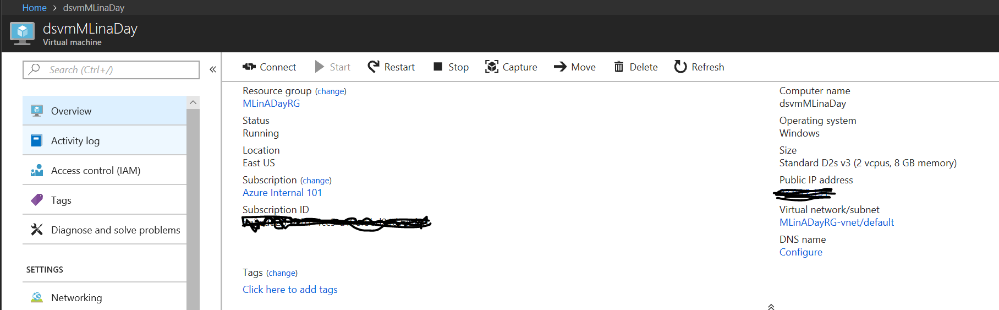 Home > dsvmMLinaDay
dsvmMLinaDay
Virtual machine
Search (Ctrl+/)
Overview
Activity log
Access control (IAM)
Tags
Diagnose and solve problems
SETTINGS
Networking
Connect Start Restart Stop Capture Move Delete Refresh
Resource group (change)
MLinADayRG
Status
Running
Location
East US
Subscription (change)
Azure Internal 101
Subscription ID
Tags (change)
Click here to add tags
Computer name
dsvmMLinaDay
Operating system
Windows
Size
Standard D2s v3 (2 vcpus, 8 GB memory)
Public IP address
Virtual network/subnet
MLinADayRG-vnet/default
DNS name
Configure